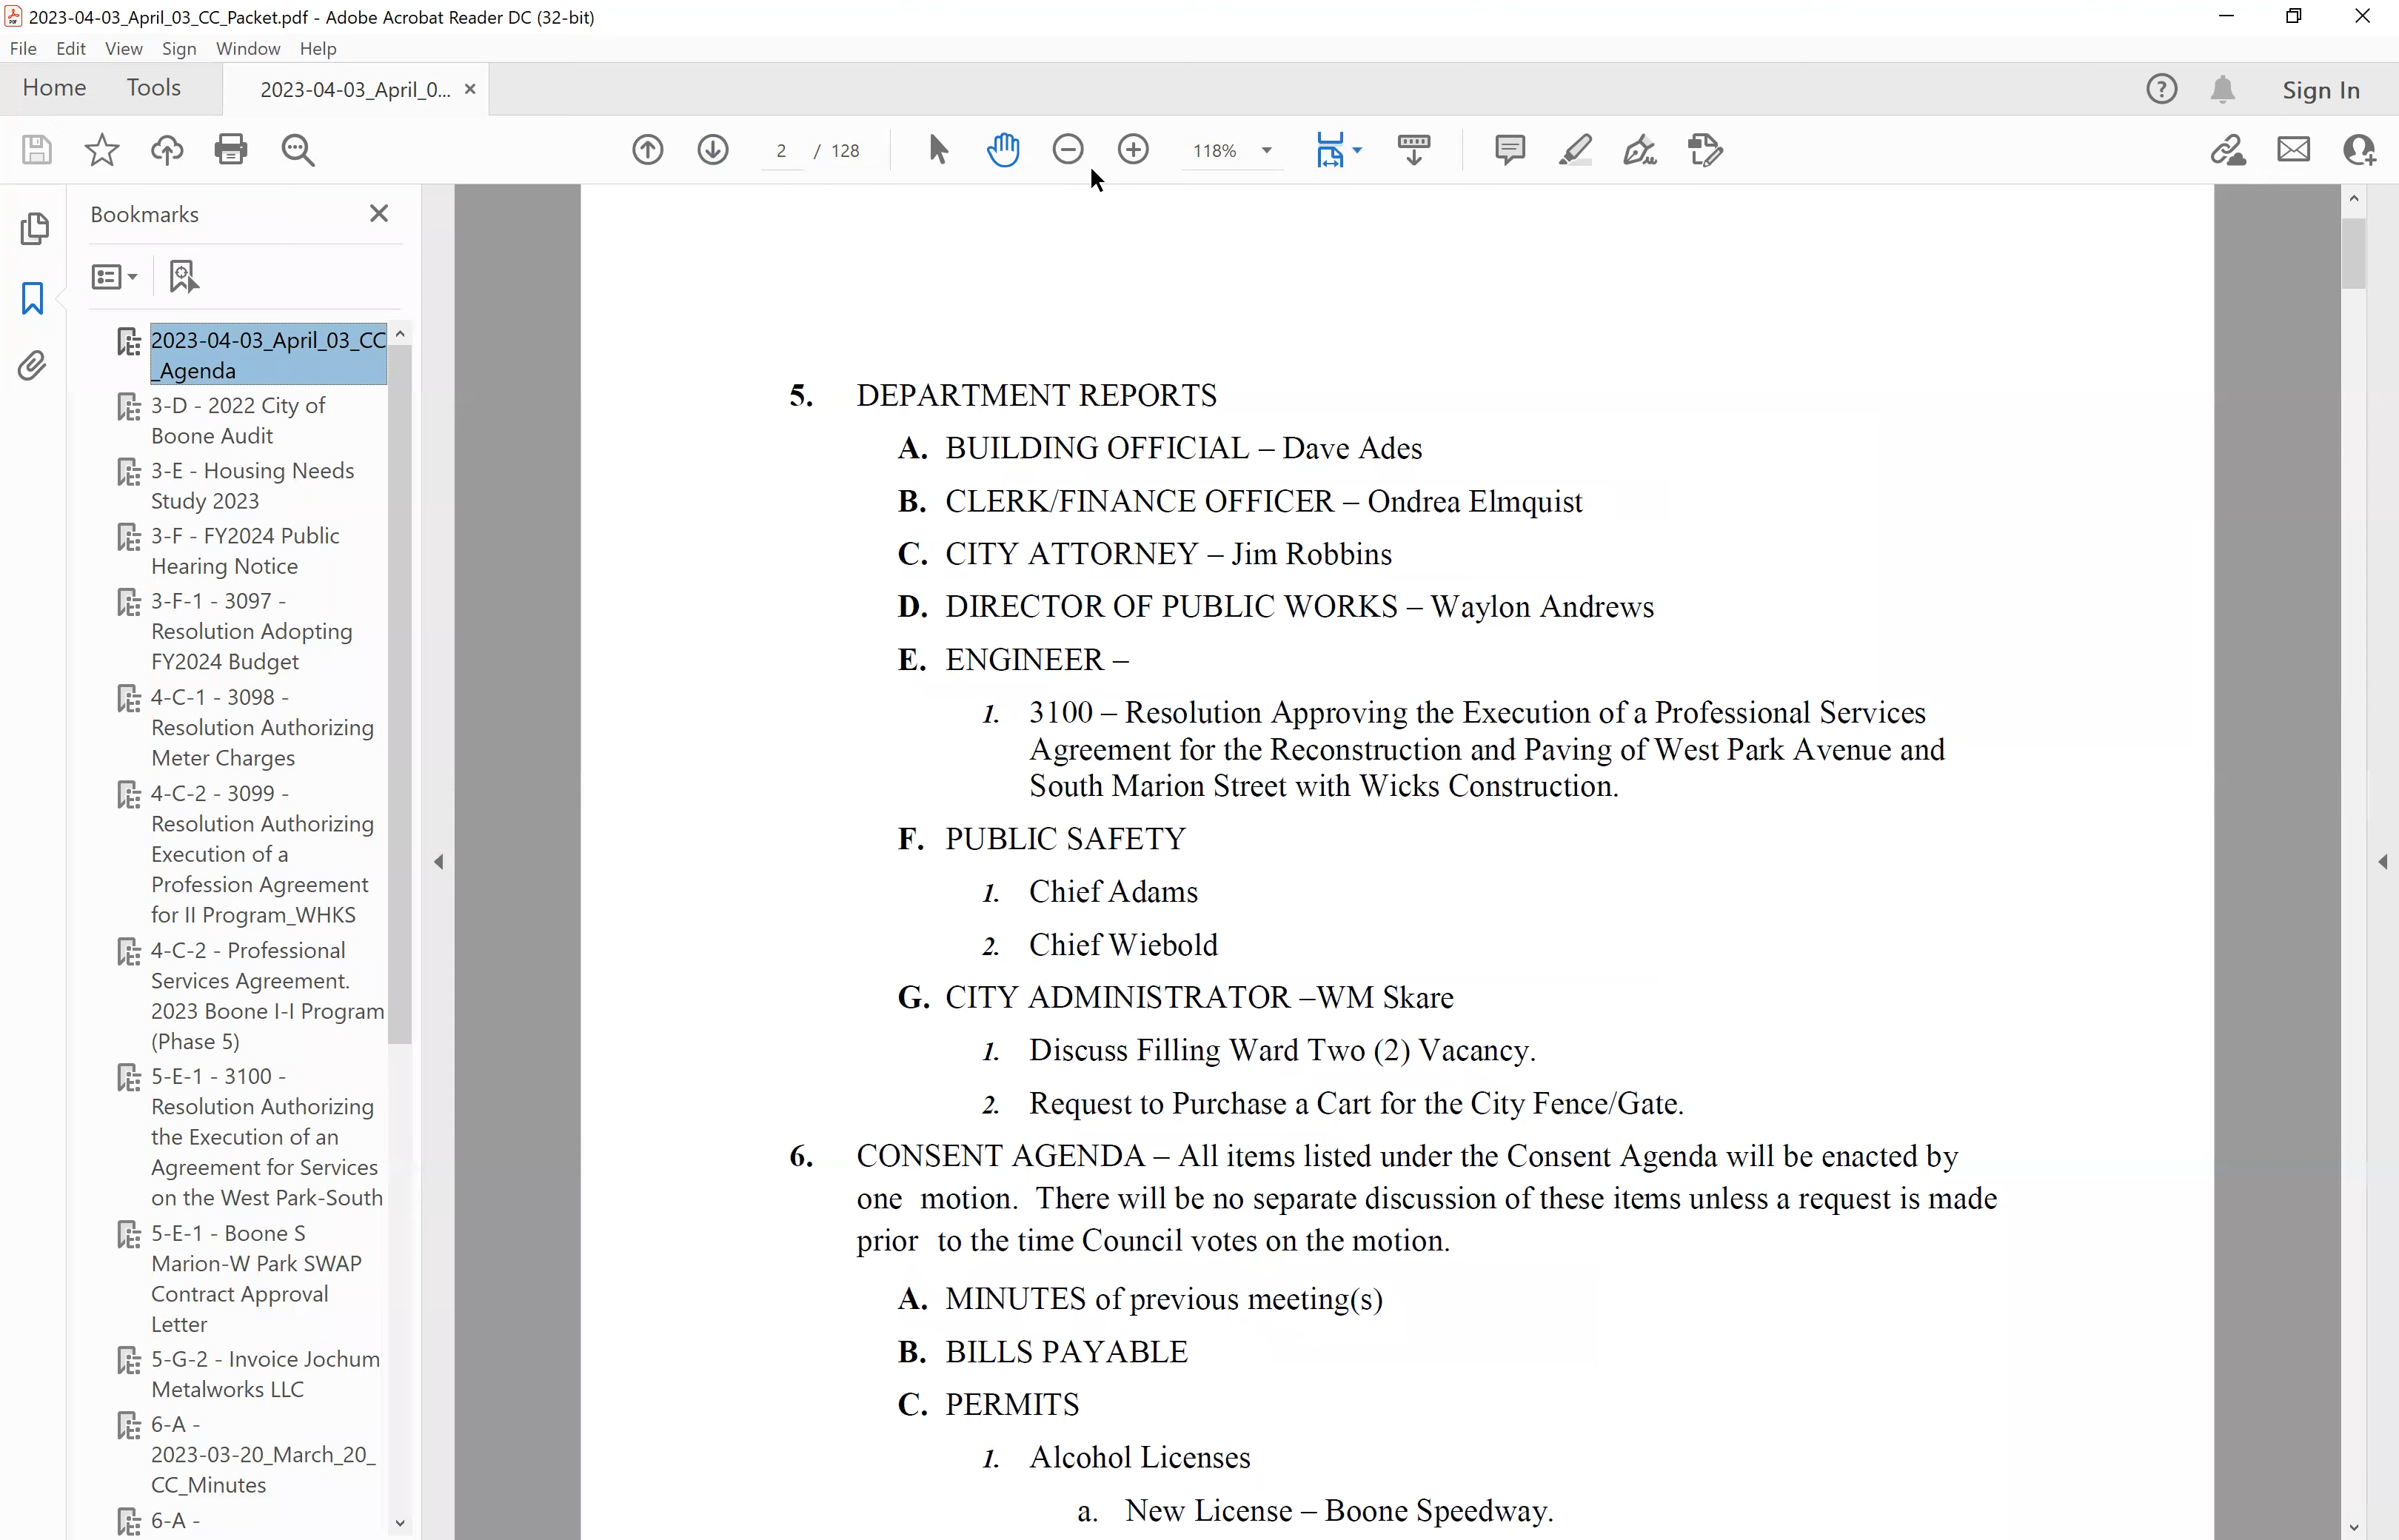 2023-04-03_April_03_CC_Packet.pdf - Adobe Acrobat Reader DC (32-bit)
File Edit View Sign Window Help
Home Tools 2023-04-03_April_0... Sign In
2 / 128 118%
Bookmarks
2023-04-03_April_03_CC
_Agenda
3-D - 2022 City of
Boone Audit
3-E - Housing Needs
Study 2023
3-F - FY2024 Public
Hearing Notice
3-F-1 - 3097 -
Resolution Adopting
FY2024 Budget
4-C-1 - 3098 -
Resolution Authorizing
Meter Charges
4-C-2 - 3099 -
Resolution Authorizing
Execution of a
Profession Agreement
for II Program_WHKS
4-C-2 - Professional
Services Agreement.
2023 Boone I-I Program
(Phase 5)
5-E-1 - 3100 -
Resolution Authorizing
the Execution of an
Agreement for Services
on the West Park-South
5-E-1 - Boone S
Marion-W Park SWAP
Contract Approval
Letter
5-G-2 - Invoice Jochum
Metalworks LLC
6-A -
2023-03-20_March_20_
CC_Minutes
6-A -
5. DEPARTMENT REPORTS
A. BUILDING OFFICIAL – Dave Ades
B. CLERK/FINANCE OFFICER – Ondrea Elmquist
C. CITY ATTORNEY – Jim Robbins
D. DIRECTOR OF PUBLIC WORKS – Waylon Andrews
E. ENGINEER –
1. 3100 – Resolution Approving the Execution of a Professional Services
Agreement for the Reconstruction and Paving of West Park Avenue and
South Marion Street with Wicks Construction.
F. PUBLIC SAFETY
1. Chief Adams
2. Chief Wiebold
G. CITY ADMINISTRATOR –WM Skare
1. Discuss Filling Ward Two (2) Vacancy.
2. Request to Purchase a Cart for the City Fence/Gate.
6. CONSENT AGENDA – All items listed under the Consent Agenda will be enacted by
one motion. There will be no separate discussion of these items unless a request is made
prior to the time Council votes on the motion.
A. MINUTES of previous meeting(s)
B. BILLS PAYABLE
C. PERMITS
1. Alcohol Licenses
a. New License – Boone Speedway.